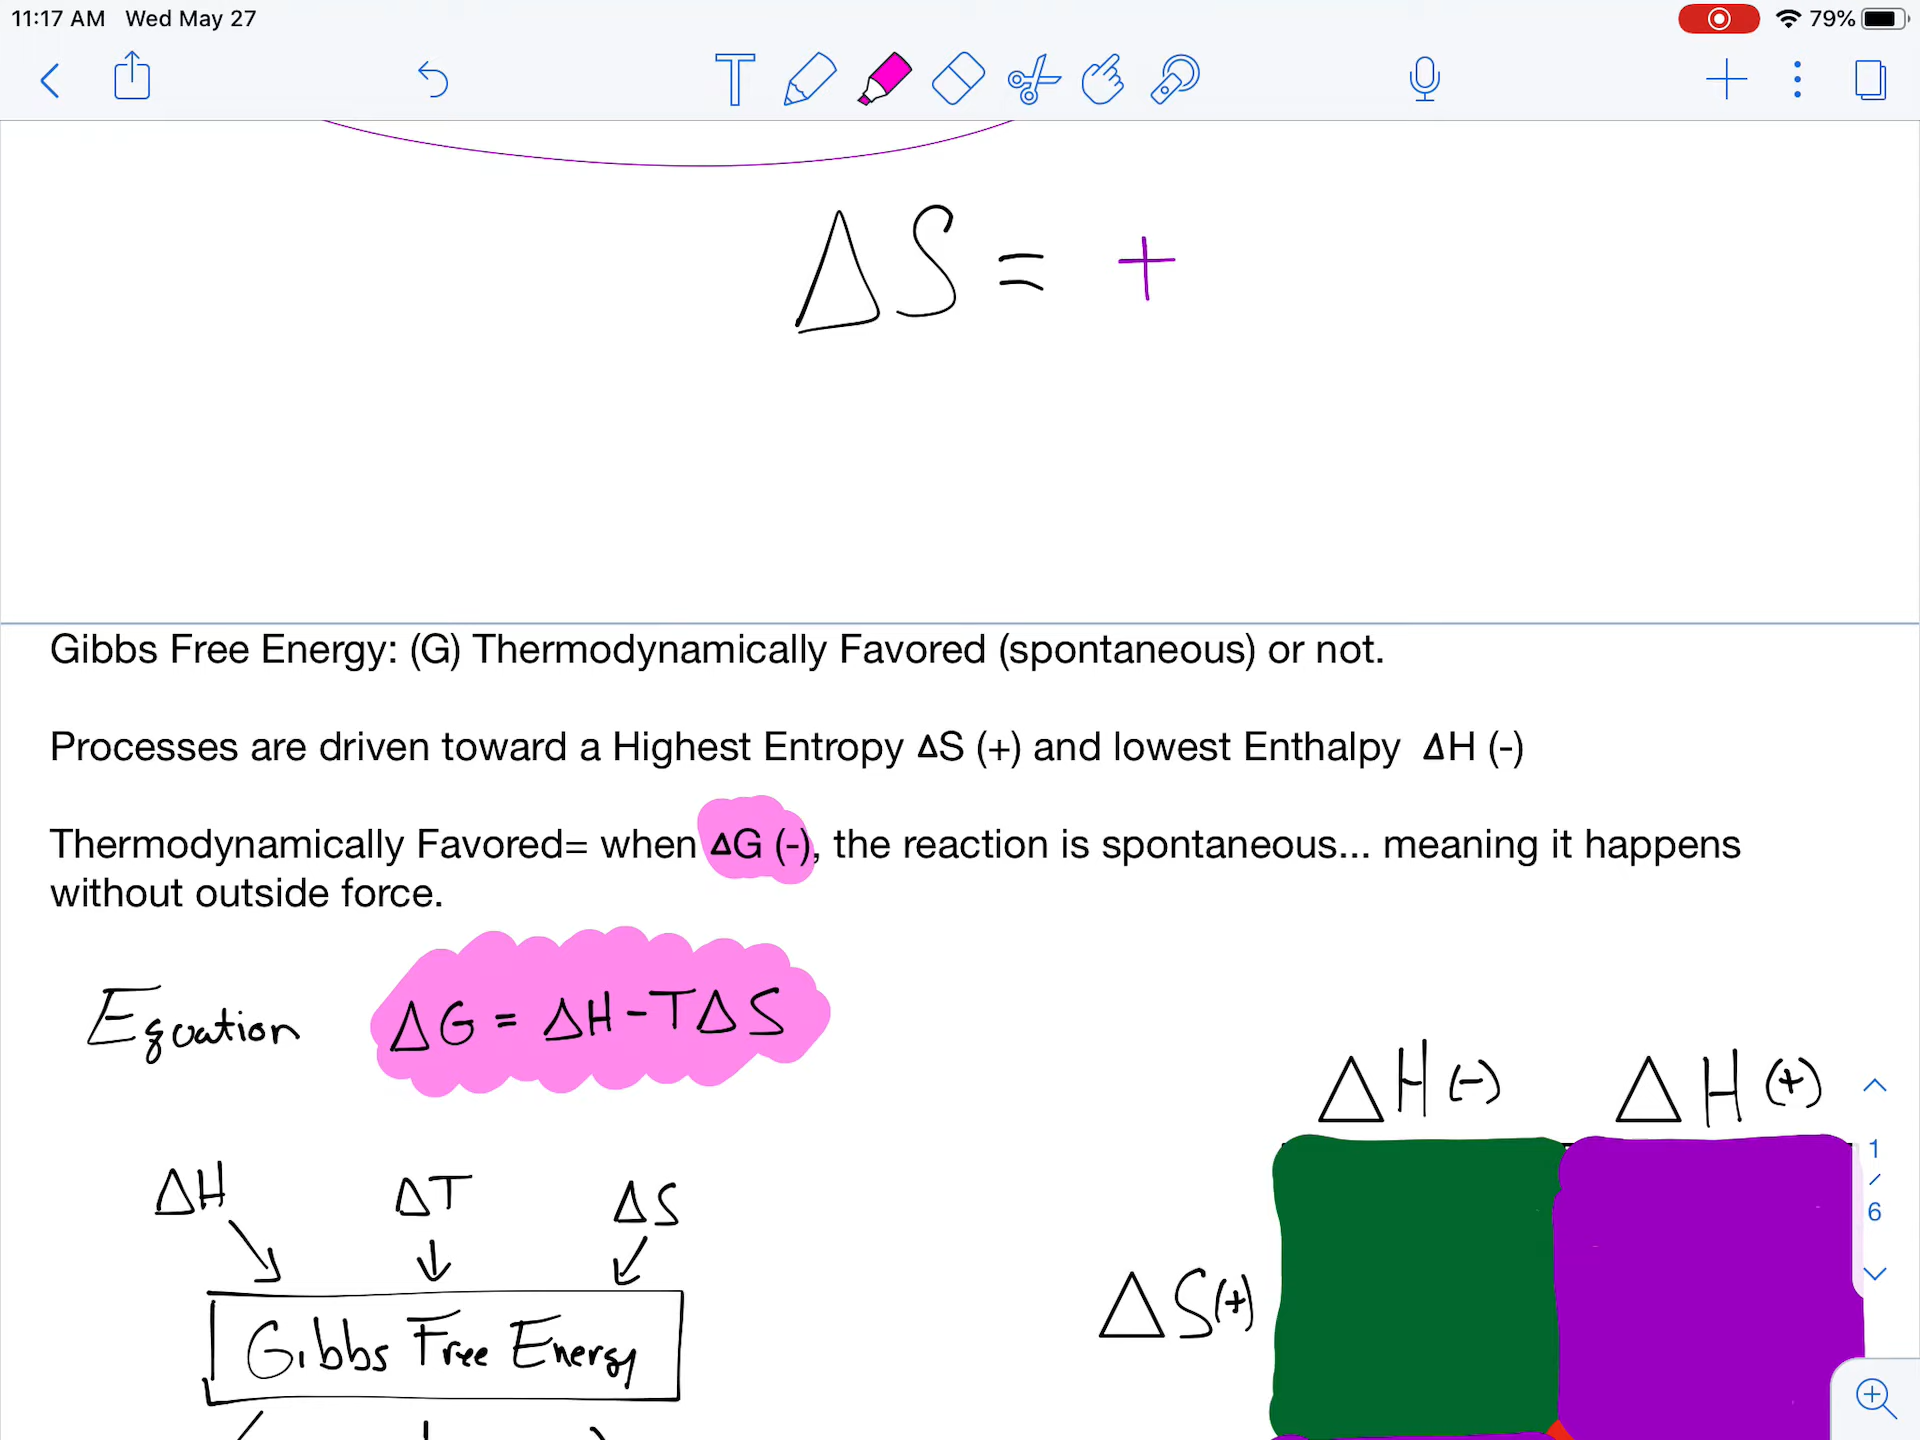 11:17 AM Wed May 27
79%
T
ΔS = +
Gibbs Free Energy: (G) Thermodynamically Favored (spontaneous) or not.
Processes are driven toward a Highest Entropy ΔS (+) and lowest Enthalpy ΔH (-)
Thermodynamically Favored= when ΔG (-), the reaction is spontaneous... meaning it happens
without outside force.
Equation ΔG = ΔH - TΔS
ΔH (-) ΔH (+)
1
/
6
ΔH ΔT ΔS
ΔS(+)
Gibbs Free Energy